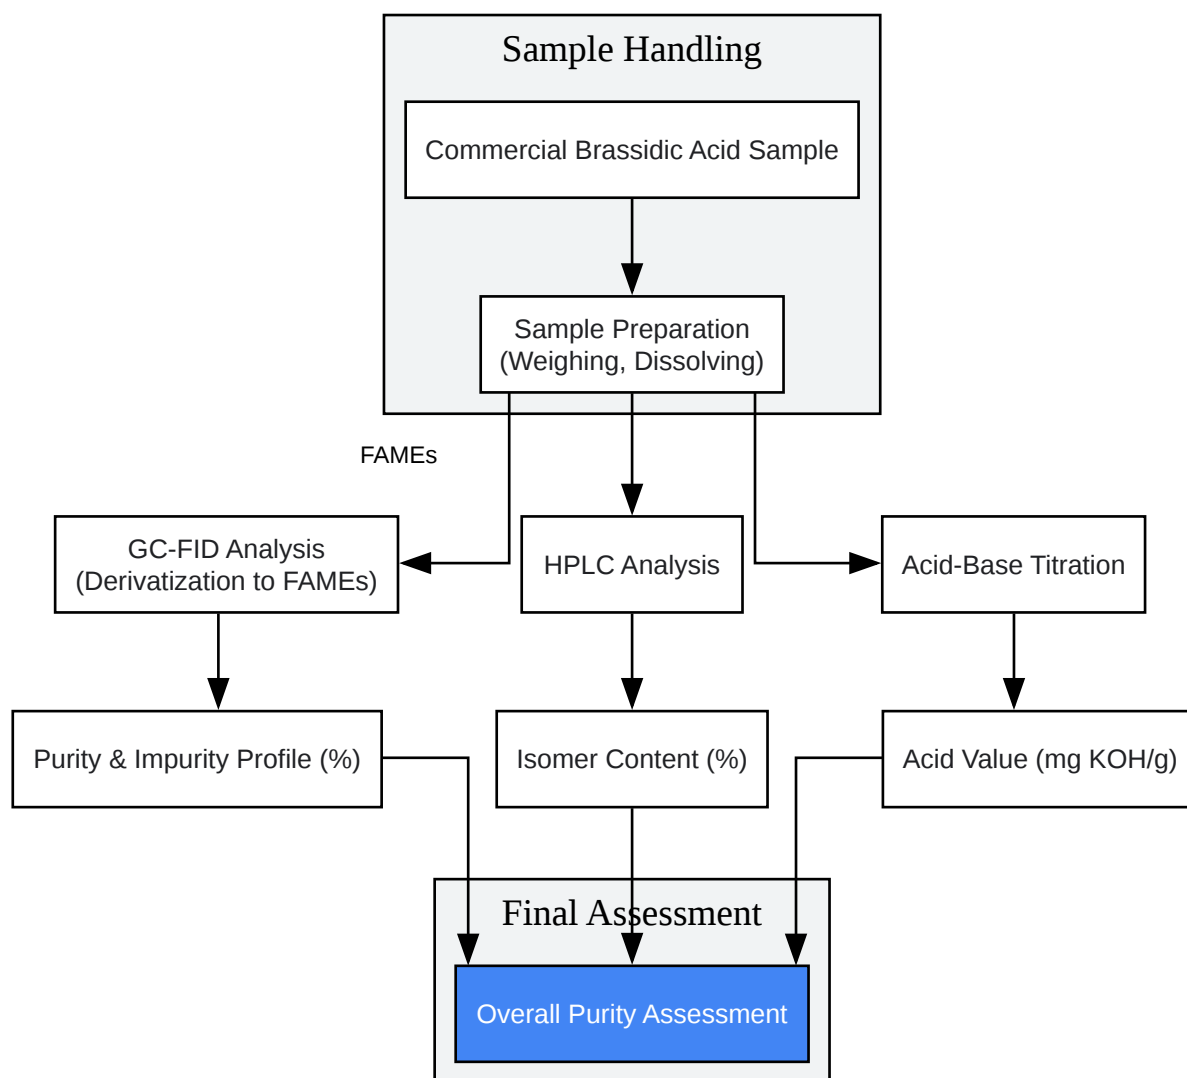 Sample Handling
Commercial Brassidic Acid Sample
Sample Preparation
(Weighing, Dissolving)
FAMEs
GC-FID Analysis
(Derivatization to FAMEs)
HPLC Analysis
Acid-Base Titration
Purity & Impurity Profile (%)
Isomer Content (%)
Acid Value (mg KOH/g)
Final Assessment
Overall Purity Assessment